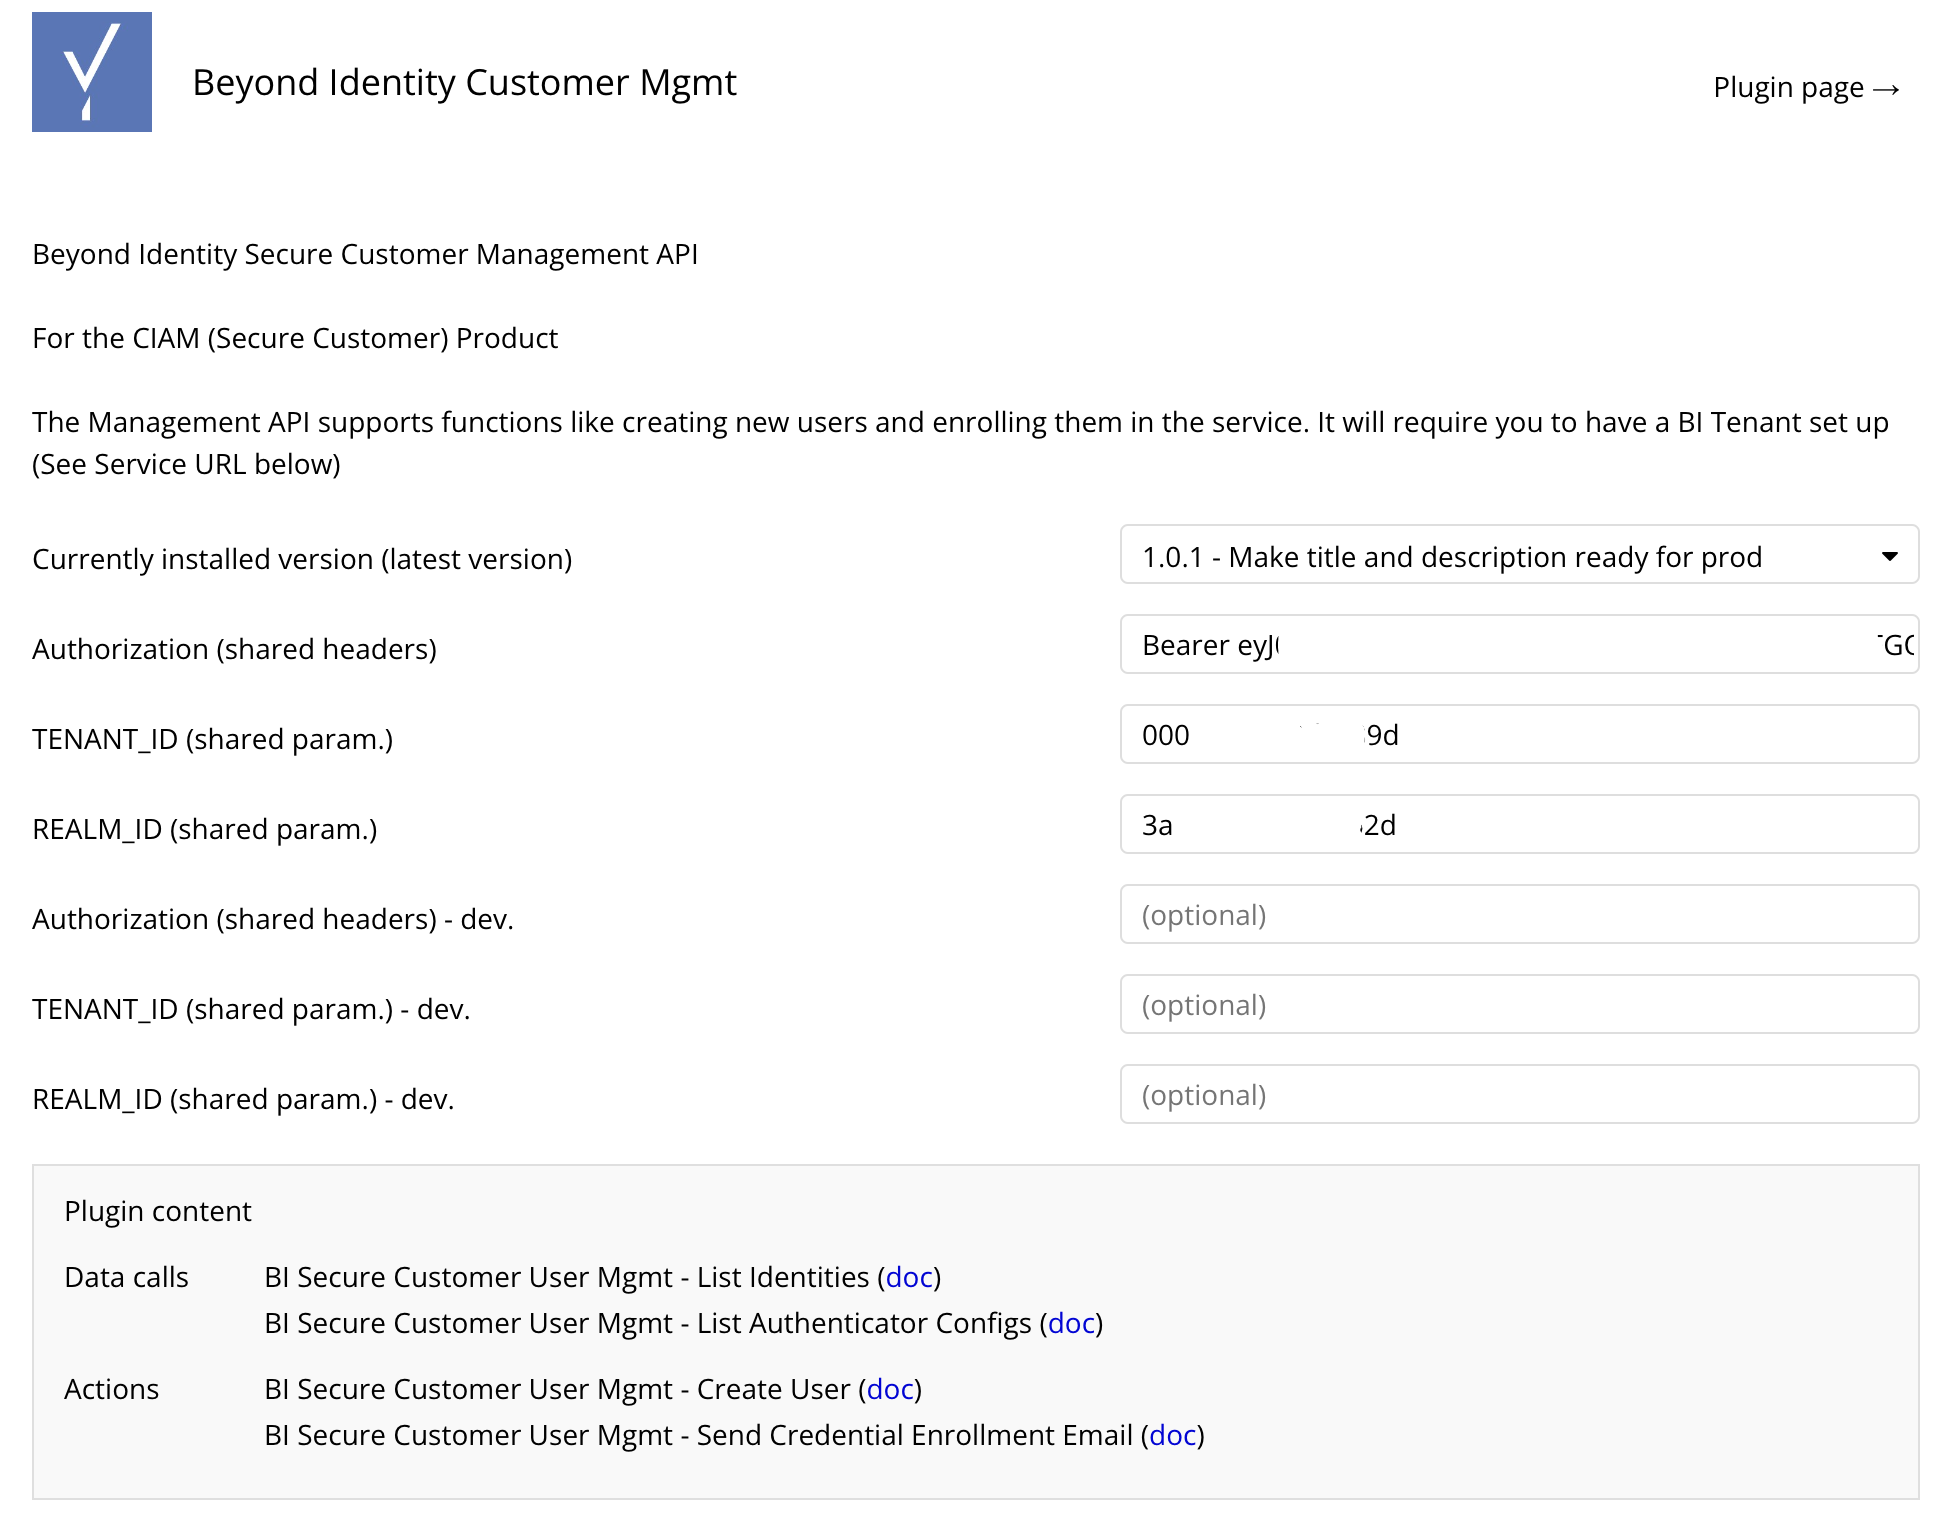 Beyond Identity Customer Mgmt
Plugin page →
Beyond Identity Secure Customer Management API
For the CIAM (Secure Customer) Product
The Management API supports functions like creating new users and enrolling them in the service. It will require you to have a BI Tenant set up
(See Service URL below)
Currently installed version (latest version)
1.0.1 - Make title and description ready for prod
Authorization (shared headers)
Bearer
TENANT_ID (shared param.)
000 9d
REALM_ID (shared param.)
3a 2d
Authorization (shared headers) - dev.
(optional)
TENANT_ID (shared param.) - dev.
(optional)
REALM_ID (shared param.) - dev.
(optional)
Plugin content
Data calls
BI Secure Customer User Mgmt - List Identities (doc)
BI Secure Customer User Mgmt - List Authenticator Configs (doc)
Actions
BI Secure Customer User Mgmt - Create User (doc)
BI Secure Customer User Mgmt - Send Credential Enrollment Email (doc)